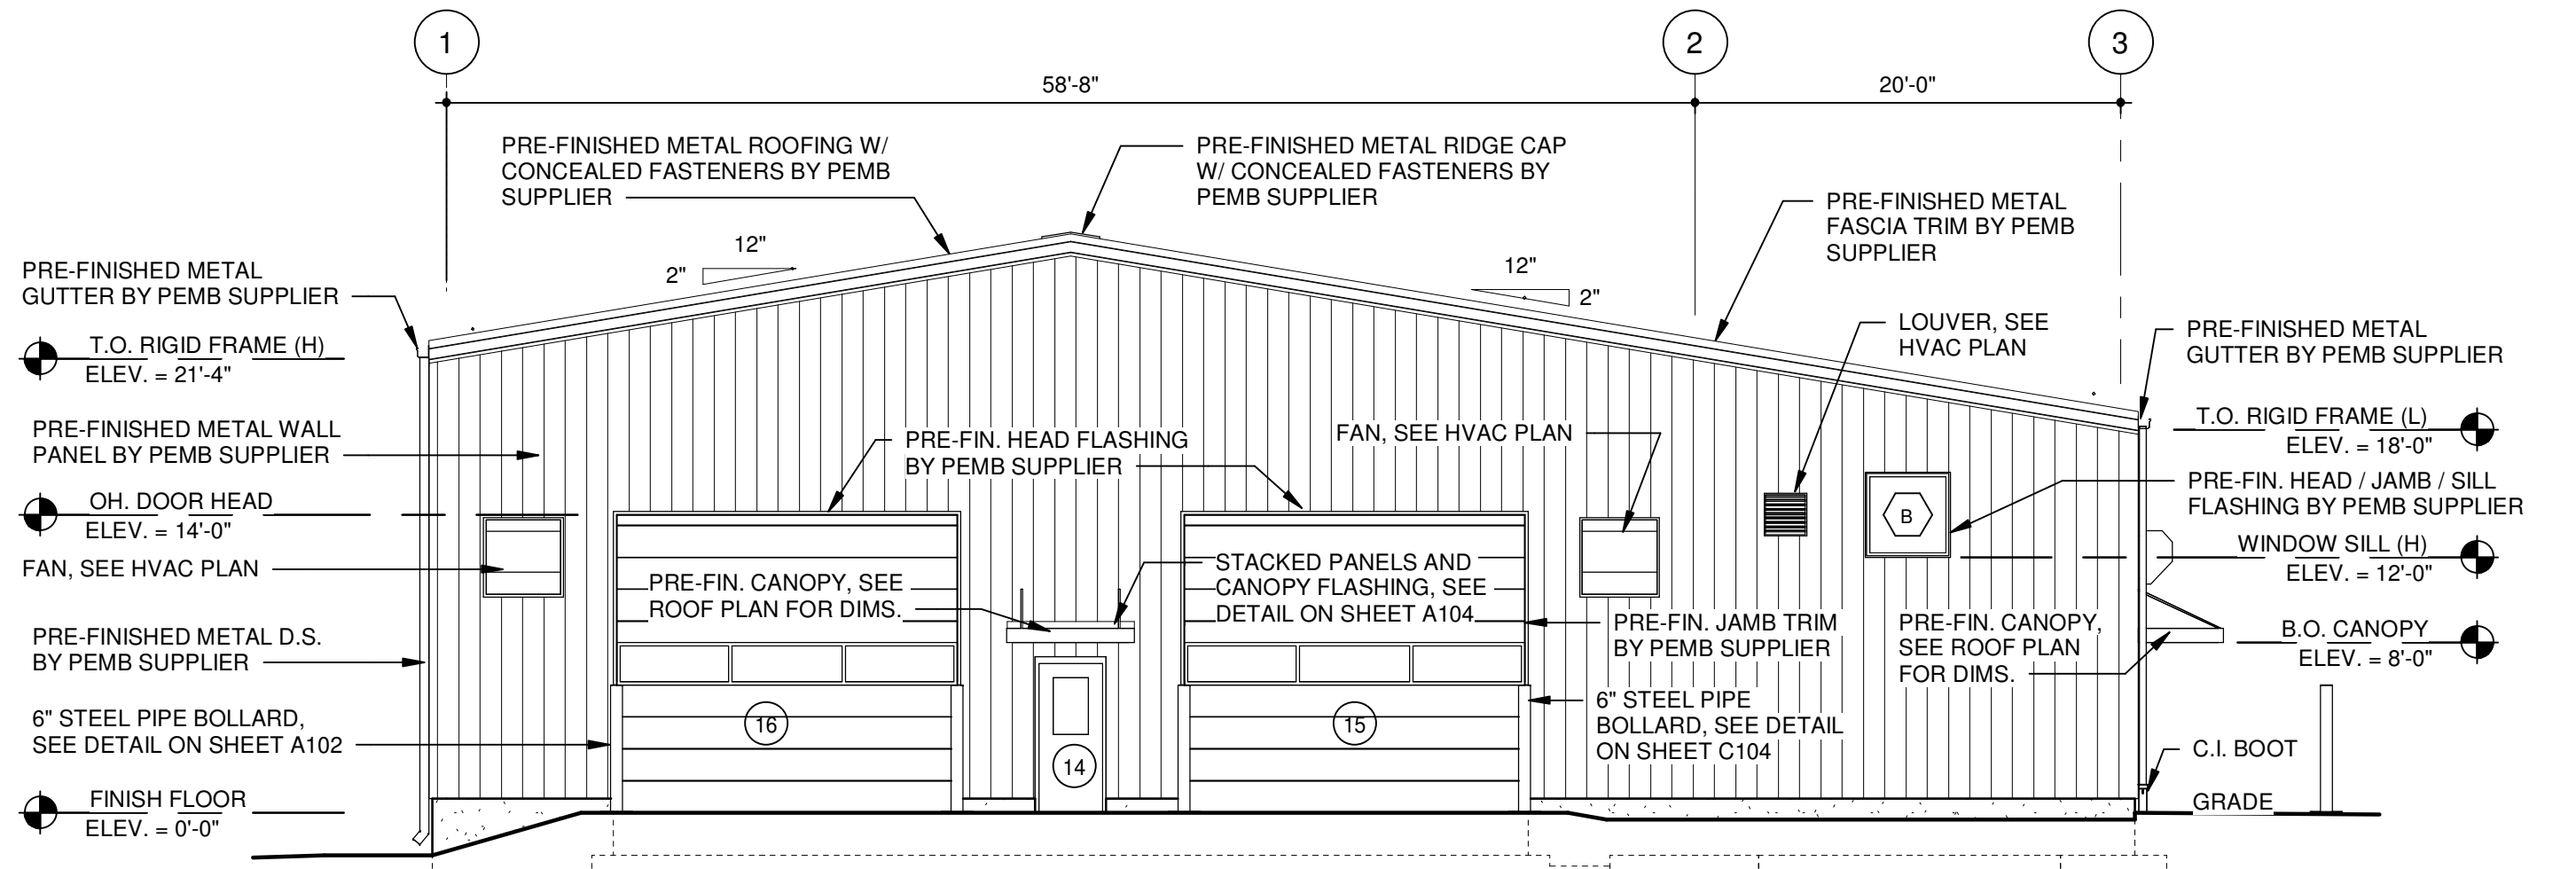 1
2
3
58'-8"
20'-0"
PRE-FINISHED METAL ROOFING W/
CONCEALED FASTENERS BY PEMB
SUPPLIER
PRE-FINISHED METAL RIDGE CAP
W/ CONCEALED FASTENERS BY
PEMB SUPPLIER
PRE-FINISHED METAL
FASCIA TRIM BY PEMB
SUPPLIER
12"
2"
12"
2"
PRE-FINISHED METAL
GUTTER BY PEMB SUPPLIER
T.O. RIGID FRAME (H)
ELEV. = 21'-4"
PRE-FINISHED METAL WALL
PANEL BY PEMB SUPPLIER
OH. DOOR HEAD
ELEV. = 14'-0"
FAN, SEE HVAC PLAN
PRE-FINISHED METAL D.S.
BY PEMB SUPPLIER
6" STEEL PIPE BOLLARD,
SEE DETAIL ON SHEET A102
FINISH FLOOR
ELEV. = 0'-0"
PRE-FIN. HEAD FLASHING
BY PEMB SUPPLIER
FAN, SEE HVAC PLAN
PRE-FIN. CANOPY, SEE
ROOF PLAN FOR DIMS.
STACKED PANELS AND
CANOPY FLASHING, SEE
DETAIL ON SHEET A104
16
14
15
PRE-FIN. JAMB TRIM
BY PEMB SUPPLIER
6" STEEL PIPE
BOLLARD, SEE DETAIL
ON SHEET C104
LOUVER, SEE
HVAC PLAN
B
PRE-FIN. CANOPY,
SEE ROOF PLAN
FOR DIMS.
PRE-FINISHED METAL
GUTTER BY PEMB SUPPLIER
T.O. RIGID FRAME (L)
ELEV. = 18'-0"
PRE-FIN. HEAD / JAMB / SILL
FLASHING BY PEMB SUPPLIER
WINDOW SILL (H)
ELEV. = 12'-0"
B.O. CANOPY
ELEV. = 8'-0"
C.I. BOOT
GRADE